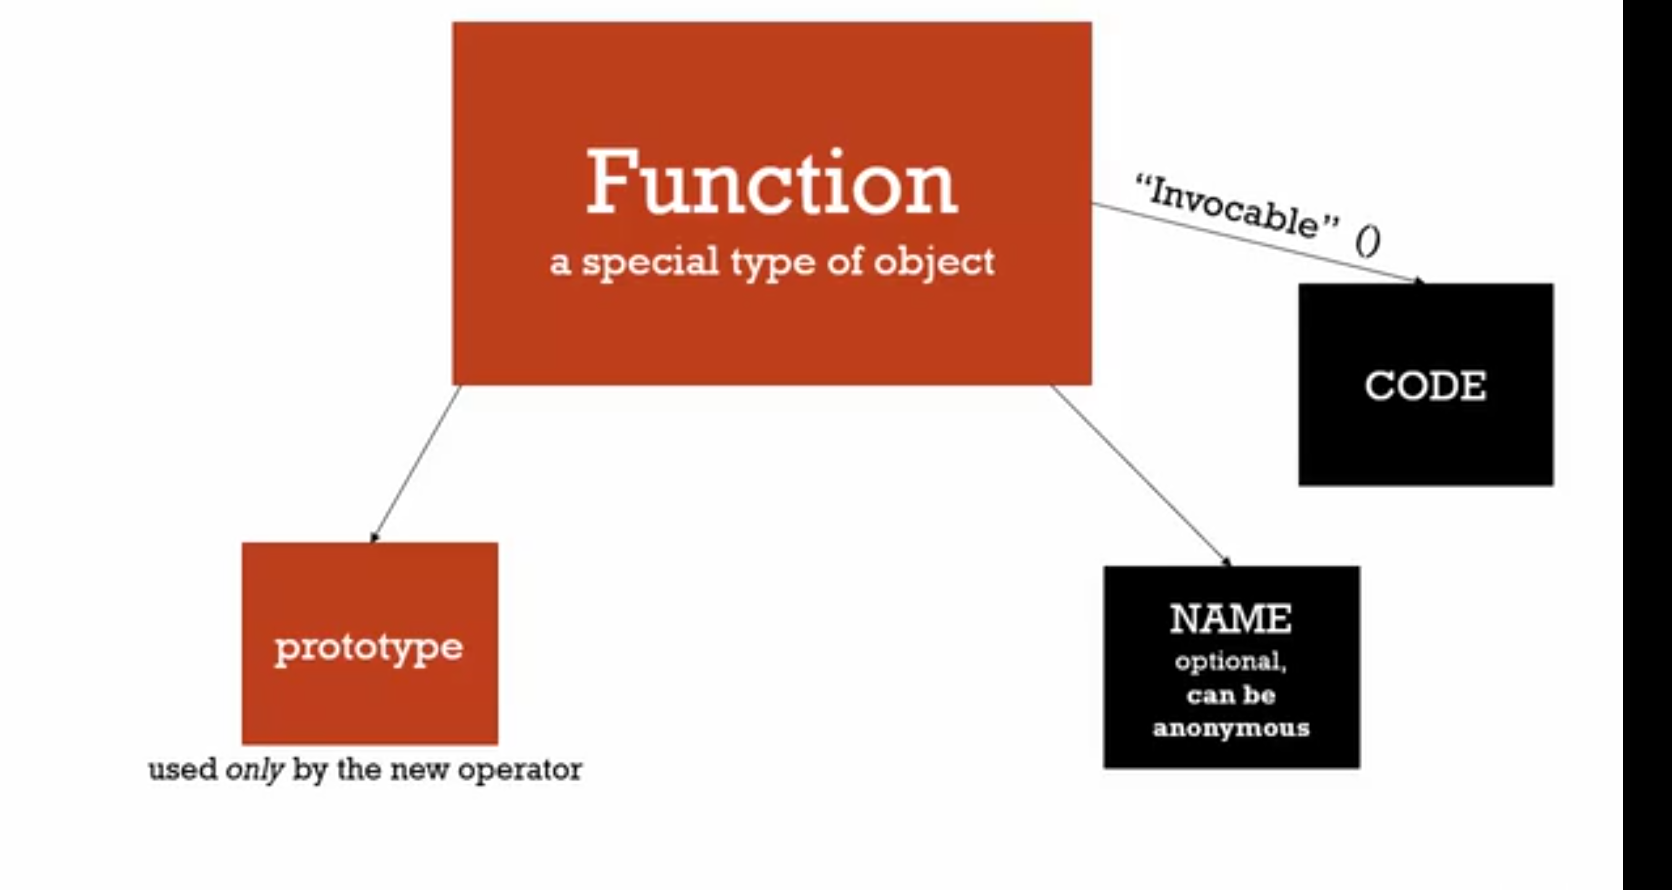 Function
a special type of object
“Invocable” ()
CODE
prototype
used only by the new operator
NAME
optional,
can be
anonymous